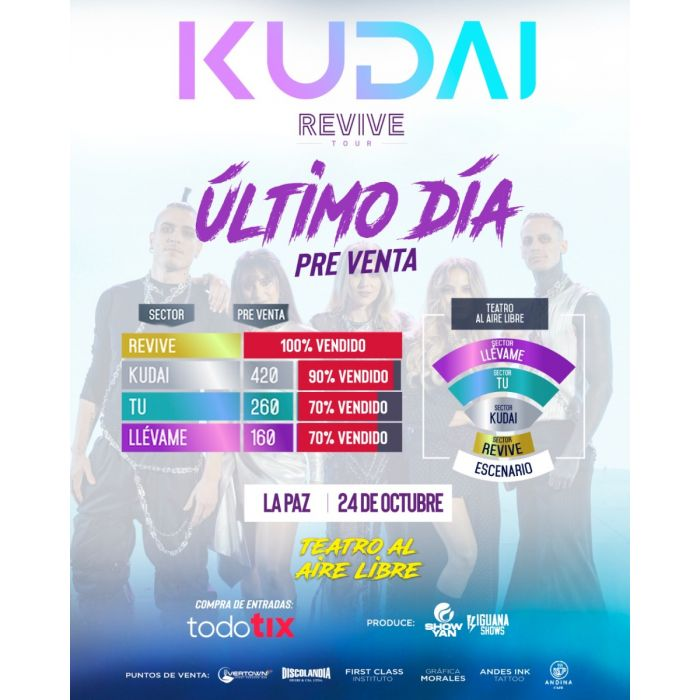 KUDAI
REVIVE
TOUR
ÚLTIMO DÍA
PRE VENTA
SECTOR PRE VENTA
REVIVE 100% VENDIDO
KUDAI 420 90% VENDIDO
TU 260 70% VENDIDO
LLÉVAME 160 70% VENDIDO
TEATRO
AL AIRE LIBRE
SECTOR
LLÉVAME
SECTOR
TU
SECTOR
KUDAI
SECTOR
REVIVE
ESCENARIO
LA PAZ | 24 DE OCTUBRE
TEATRO AL
AIRE LIBRE
COMPRA DE ENTRADAS:
todotix
PRODUCE:
SHOW
YAN
IGUANA
SHOWS
PUNTOS DE VENTA:
OVERTOWN
DISCOLANDIA
FIRST CLASS
INSTITUTO
GRÁFICA
MORALES
ANDES INK
TATTOO
ANDINA